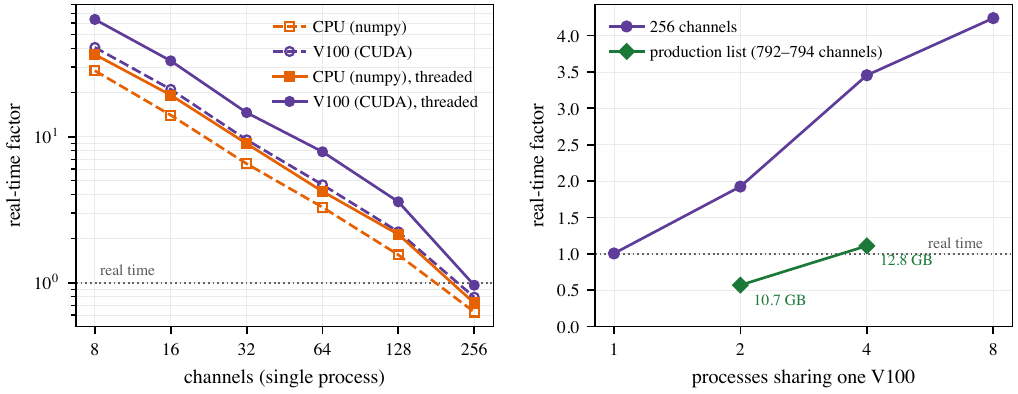 real-time factor
10^1
10^0
CPU (numpy)
V100 (CUDA)
CPU (numpy), threaded
V100 (CUDA), threaded
real time
8 16 32 64 128 256
channels (single process)
real-time factor
4.0
3.5
3.0
2.5
2.0
1.5
1.0
0.5
0.0
256 channels
production list (792–794 channels)
real time
12.8 GB
10.7 GB
1 2 4 8
processes sharing one V100